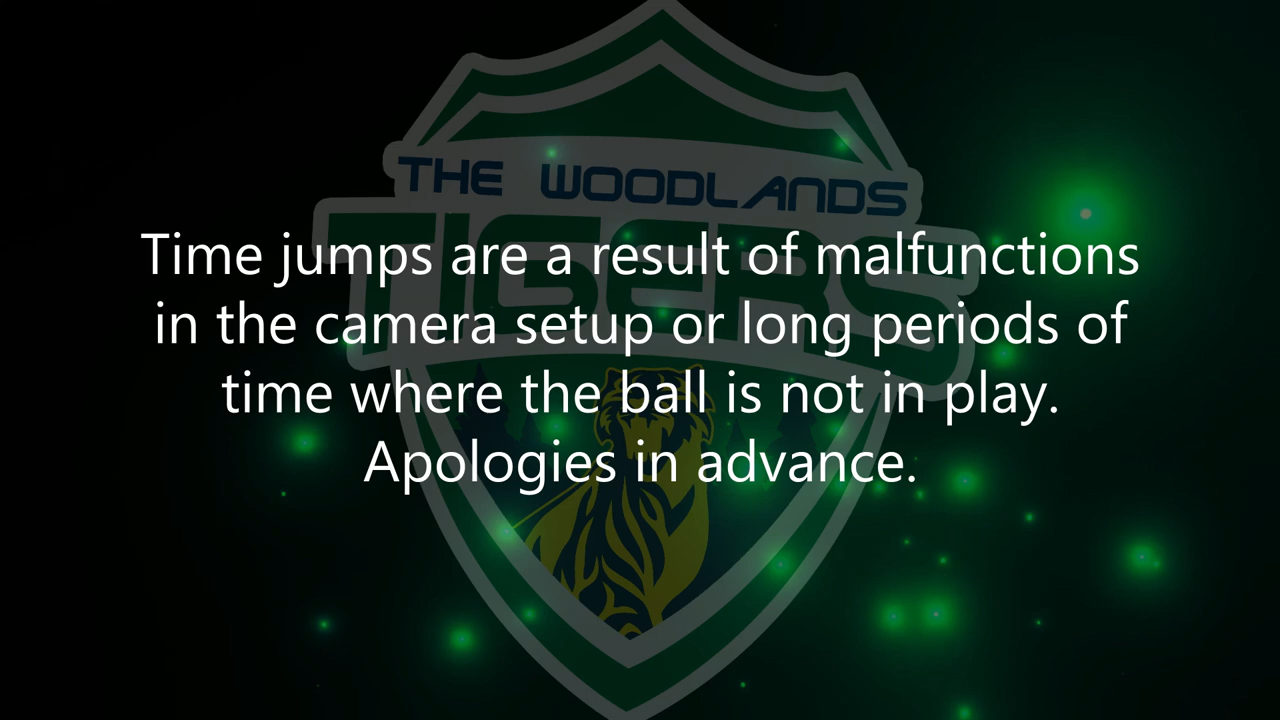 THE WOODLANDS
TIGERS
Time jumps are a result of malfunctions
in the camera setup or long periods of
time where the ball is not in play.
Apologies in advance.